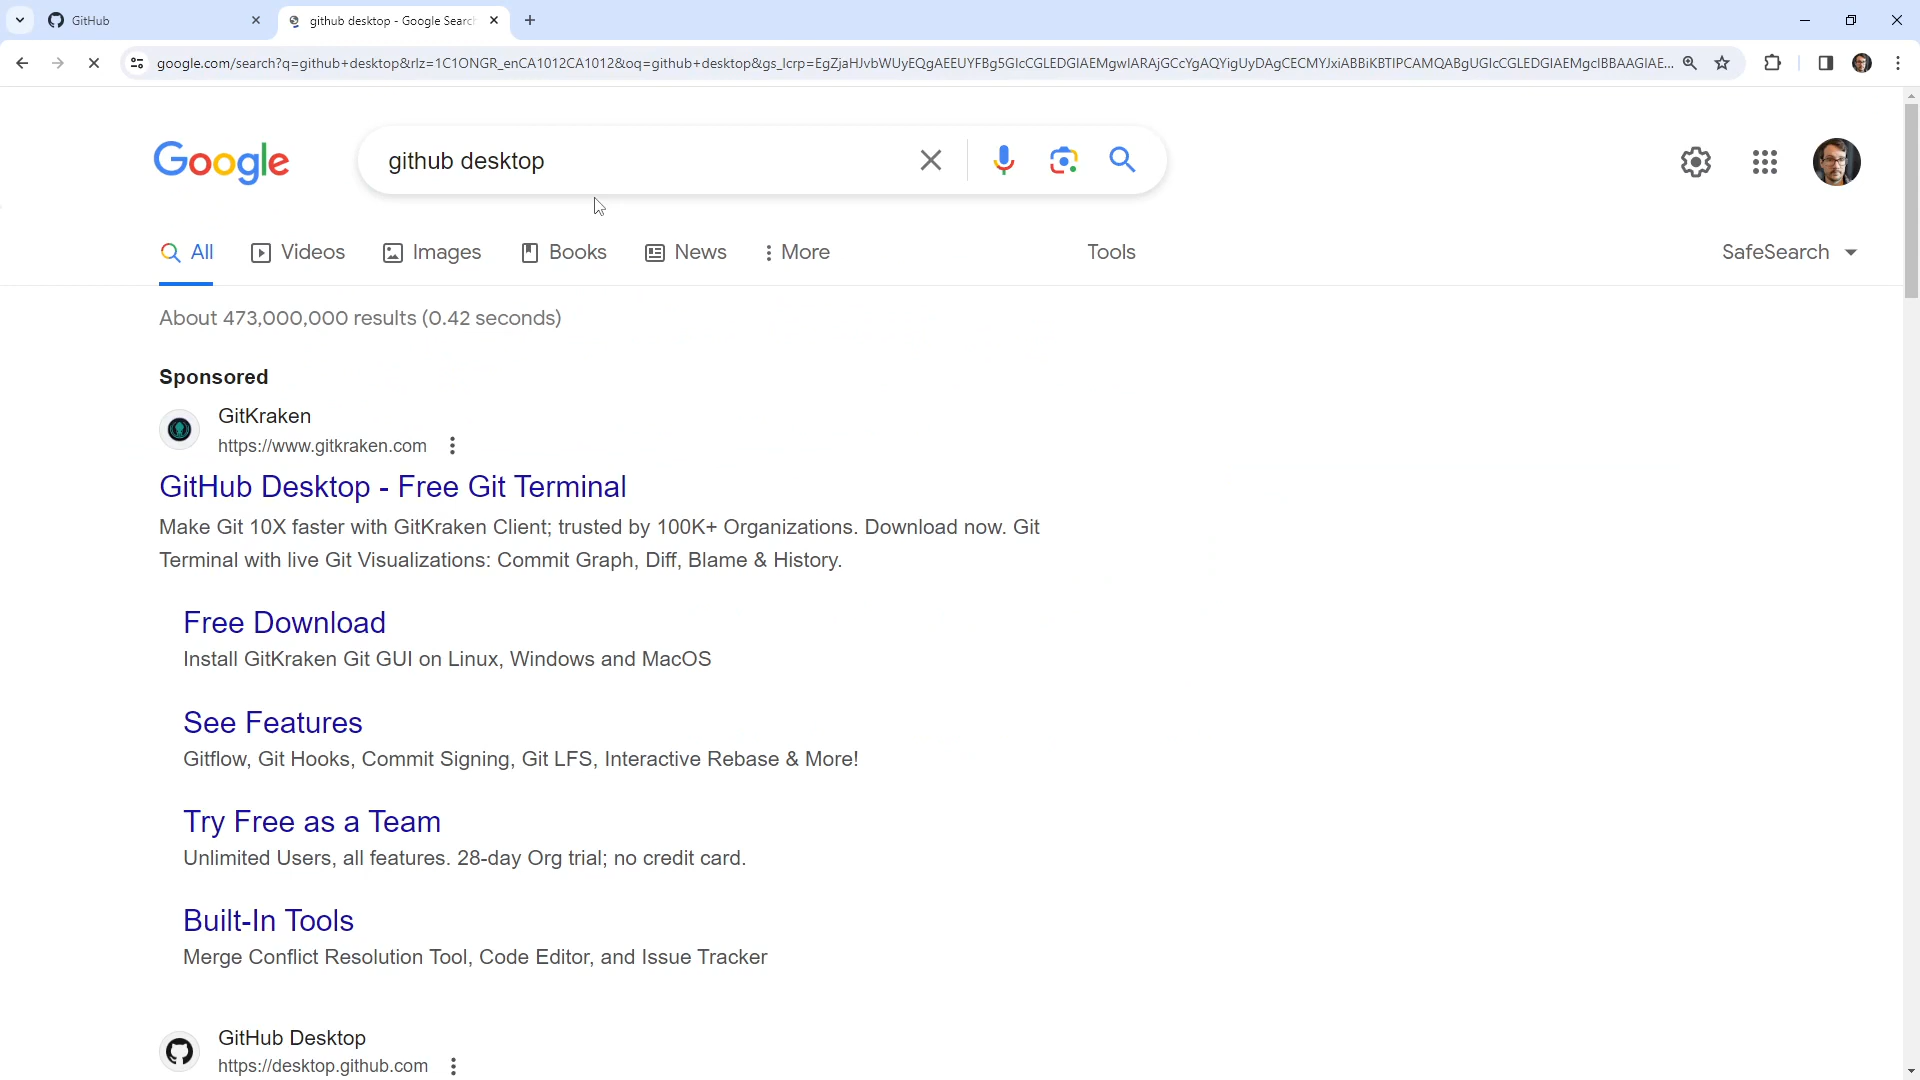 GitHub
github desktop - Google Search
google.com/search?q=github+desktop&rlz=1C1ONGR_enCA1012CA1012&oq=github+desktop&gs_lcrp=EgZjaHJvbWUyEQgAEEUYFBg5GIcCGLEDGIAEMgwIARAjGCcYgAQYigUyDAgCECMYJxiABBiKBTIPCAMQABgUGIcCGLEDGIAEMgcIBBAAGIAE...
Google
github desktop
All
Videos
Images
Books
News
More
Tools
SafeSearch
About 473,000,000 results (0.42 seconds)
Sponsored
GitKraken
https://www.gitkraken.com
GitHub Desktop - Free Git Terminal
Make Git 10X faster with GitKraken Client; trusted by 100K+ Organizations. Download now. Git
Terminal with live Git Visualizations: Commit Graph, Diff, Blame & History.
Free Download
Install GitKraken Git GUI on Linux, Windows and MacOS
See Features
Gitflow, Git Hooks, Commit Signing, Git LFS, Interactive Rebase & More!
Try Free as a Team
Unlimited Users, all features. 28-day Org trial; no credit card.
Built-In Tools
Merge Conflict Resolution Tool, Code Editor, and Issue Tracker
GitHub Desktop
https://desktop.github.com